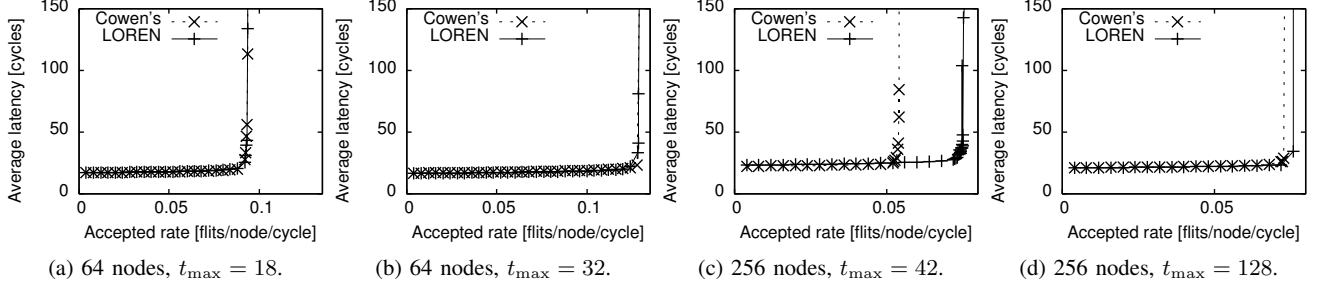 Average latency [cycles]
150
100
50
0
Cowen's
LOREN
0 0.05 0.1
Accepted rate [flits/node/cycle]
(a) 64 nodes, t_max = 18.
Average latency [cycles]
150
100
50
0
Cowen's
LOREN
0 0.05 0.1
Accepted rate [flits/node/cycle]
(b) 64 nodes, t_max = 32.
Average latency [cycles]
150
100
50
0
Cowen's
LOREN
0 0.05
Accepted rate [flits/node/cycle]
(c) 256 nodes, t_max = 42.
Average latency [cycles]
150
100
50
0
Cowen's
LOREN
0 0.05
Accepted rate [flits/node/cycle]
(d) 256 nodes, t_max = 128.